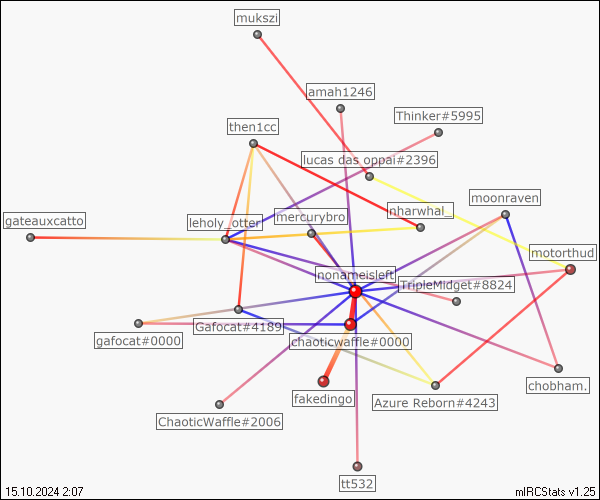 mukszi
amah1246
Thinker#5995
then1cc
lucas das oppai#2396
moonraven
nharwhal_
mercurybro
leholy_otter
gateauxcatto
motorthud
nonameisleft
TripleMidget#8824
Gafocat#4189
gafocat#0000
chaoticwaffle#0000
chobham.
fakedingo
Azure Reborn#4243
ChaoticWaffle#2006
tt532
15.10.2024 2:07
mIRCStats v1.25